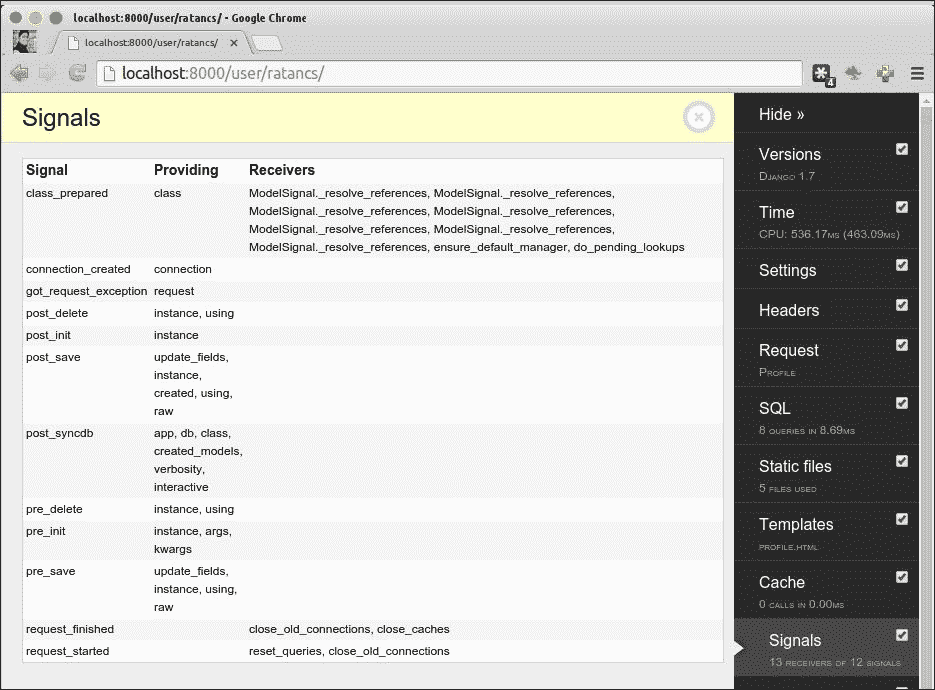 localhost:8000/user/ratancs/ - Google Chrome
localhost:8000/user/ratancs/
localhost:8000/user/ratancs/
4
Signals
Signal Providing Receivers
class_prepared class ModelSignal._resolve_references, ModelSignal._resolve_references,
ModelSignal._resolve_references, ModelSignal._resolve_references,
ModelSignal._resolve_references, ModelSignal._resolve_references,
ModelSignal._resolve_references, ensure_default_manager, do_pending_lookups
connection_created connection
got_request_exception request
post_delete instance, using
post_init instance
post_save update_fields,
instance,
created, using,
raw
post_syncdb app, db, class,
created_models,
verbosity,
interactive
pre_delete instance, using
pre_init instance, args,
kwargs
pre_save update_fields,
instance, using,
raw
request_finished close_old_connections, close_caches
request_started reset_queries, close_old_connections
Hide »
Versions
Django 1.7
Time
CPU: 536.17ms (463.09ms)
Settings
Headers
Request
Profile
SQL
8 queries in 8.69ms
Static files
5 files used
Templates
profile.html
Cache
0 calls in 0.00ms
Signals
13 receivers of 12 signals